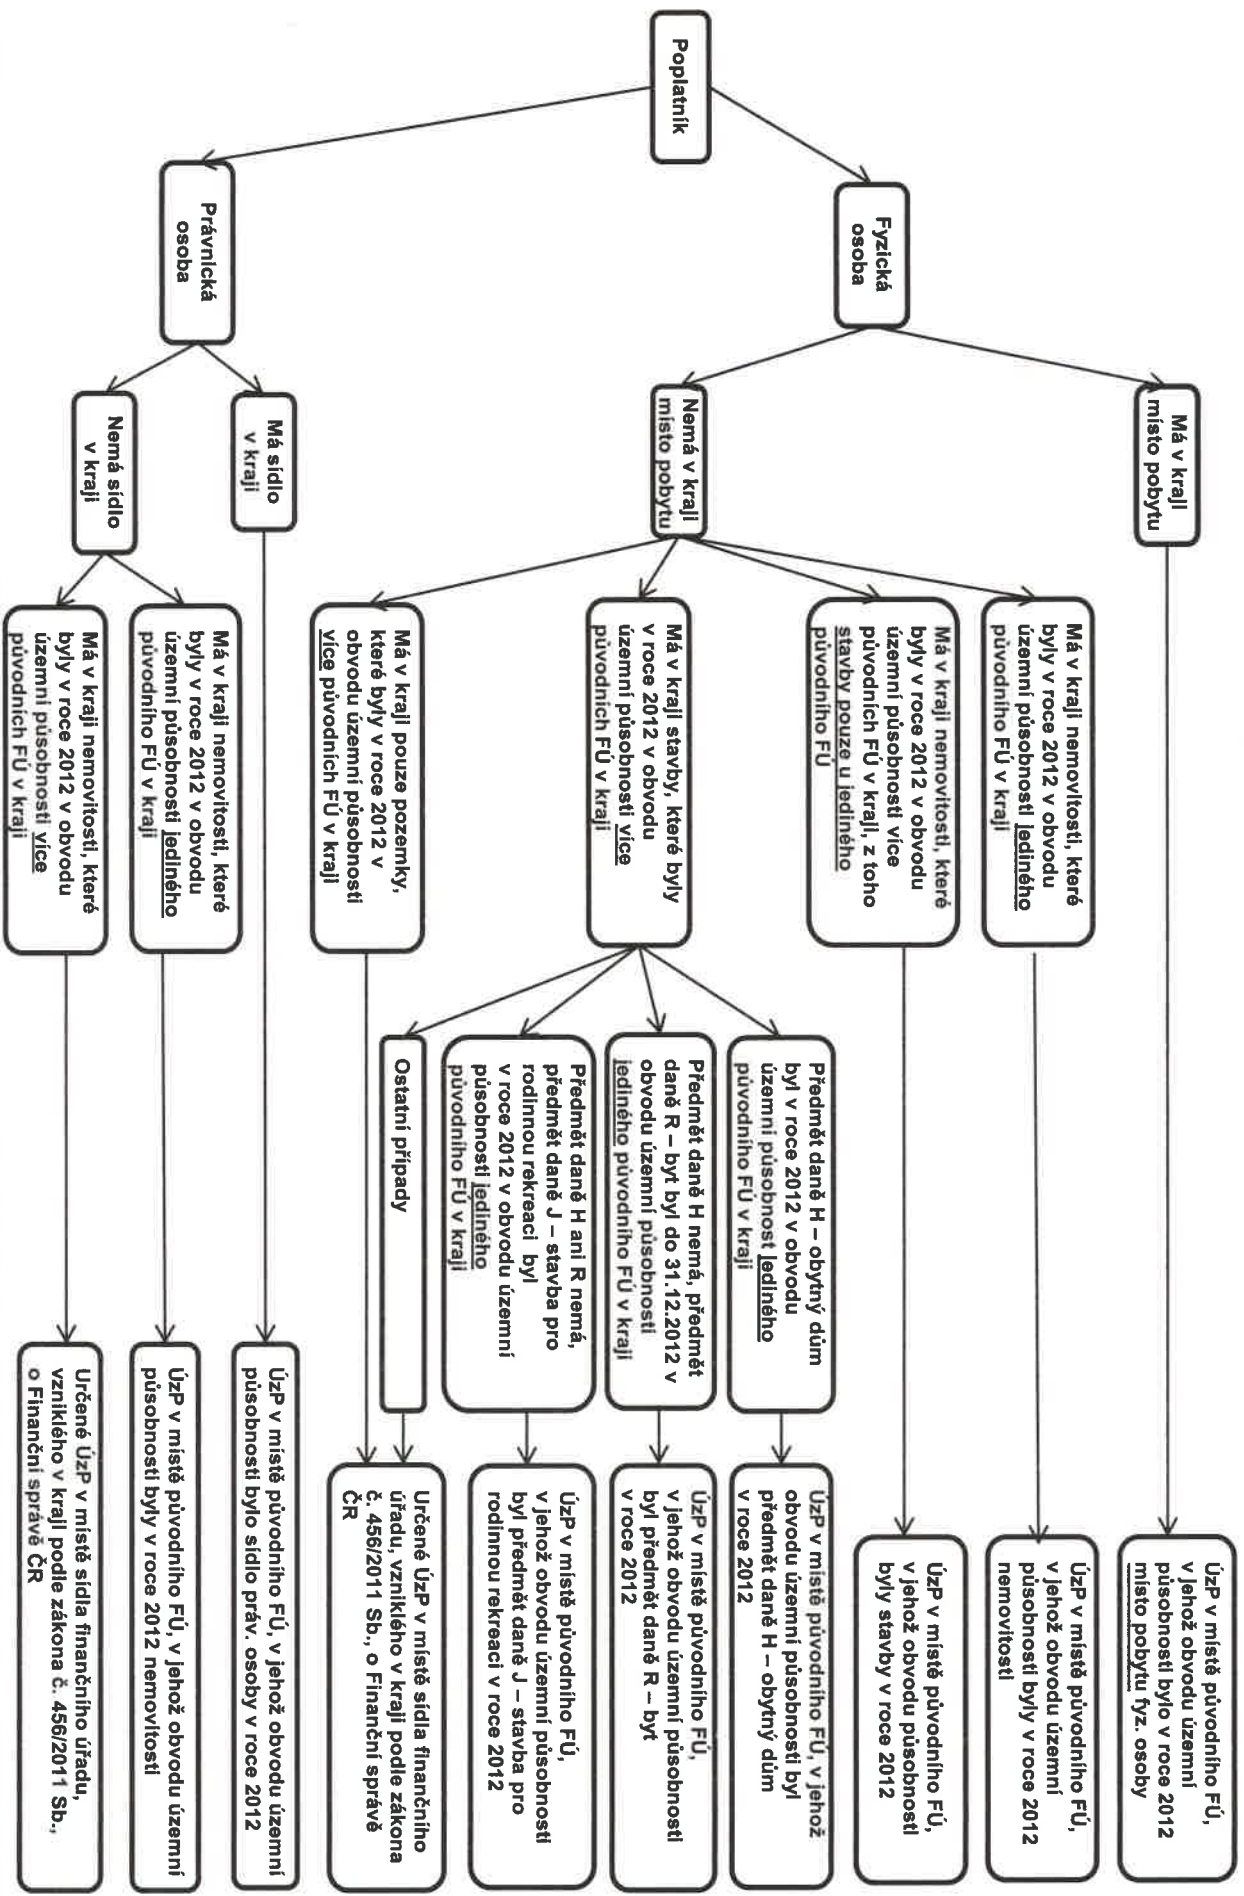 Poplatník
Fyzická
osoba
Právnická
osoba
Má v kraji
místo pobytu
Nemá v kraji
místo pobytu
Má sídlo
v kraji
Nemá sídlo
v kraji
Má v kraji nemovitosti, které
byly v roce 2012 v obvodu
územní působnosti jediného
původního FÚ v kraji
Má v kraji nemovitosti, které
byly v roce 2012 v obvodu
územní působnosti více
původních FÚ v kraji, z toho
stavby pouze u jediného
původního FÚ
Má v kraji stavby, které byly
v roce 2012 v obvodu
územní působnosti více
původních FÚ v kraji
Má v kraji pouze pozemky,
které byly v roce 2012 v
obvodu územní působnosti
více původních FÚ v kraji
Má v kraji nemovitosti, které
byly v roce 2012 v obvodu
územní působnosti jediného
původního FÚ v kraji
Má v kraji nemovitosti, které
byly v roce 2012 v obvodu
územní působnosti více
původních FÚ v kraji
Předmět daně H – obytný dům
byl v roce 2012 v obvodu
územní působnost jediného
původního FÚ v kraji
Předmět daně H nemá, předmět
daně R – byt byl do 31.12.2012 v
obvodu územní působnosti
jediného původního FÚ v kraji
Předmět daně H ani R nemá,
předmět daně J – stavba pro
rodinnou rekreaci byl
v roce 2012 v obvodu územní
působnosti jediného
původního FÚ v kraji
Ostatní případy
ÚzP v místě původního FÚ,
v jehož obvodu územní
působnosti bylo v roce 2012
místo pobytu fyz. osoby
ÚzP v místě původního FÚ,
v jehož obvodu územní
působnosti byly v roce 2012
nemovitosti
ÚzP v místě původního FÚ,
v jehož obvodu působnosti
byly stavby v roce 2012
ÚzP v místě původního FÚ, v jehož
obvodu územní působnosti byl
předmět daně H – obytný dům
v roce 2012
ÚzP v místě původního FÚ,
v jehož obvodu územní působnosti
byl předmět daně R – byt
v roce 2012
ÚzP v místě původního FÚ,
v jehož obvodu územní působnosti
byl předmět daně J – stavba pro
rodinnou rekreaci v roce 2012
Určené ÚzP v místě sídla finančního
úřadu, vzniklého v kraji podle zákona
č. 456/2011 Sb., o Finanční správě
ČR
ÚzP v místě původního FÚ, v jehož obvodu územní
působnosti bylo sídlo práv. osoby v roce 2012
ÚzP v místě původního FÚ, v jehož obvodu územní
působnosti byly v roce 2012 nemovitosti
Určené ÚzP v místě sídla finančního úřadu,
vzniklého v kraji podle zákona č. 456/2011 Sb.,
o Finanční správě ČR